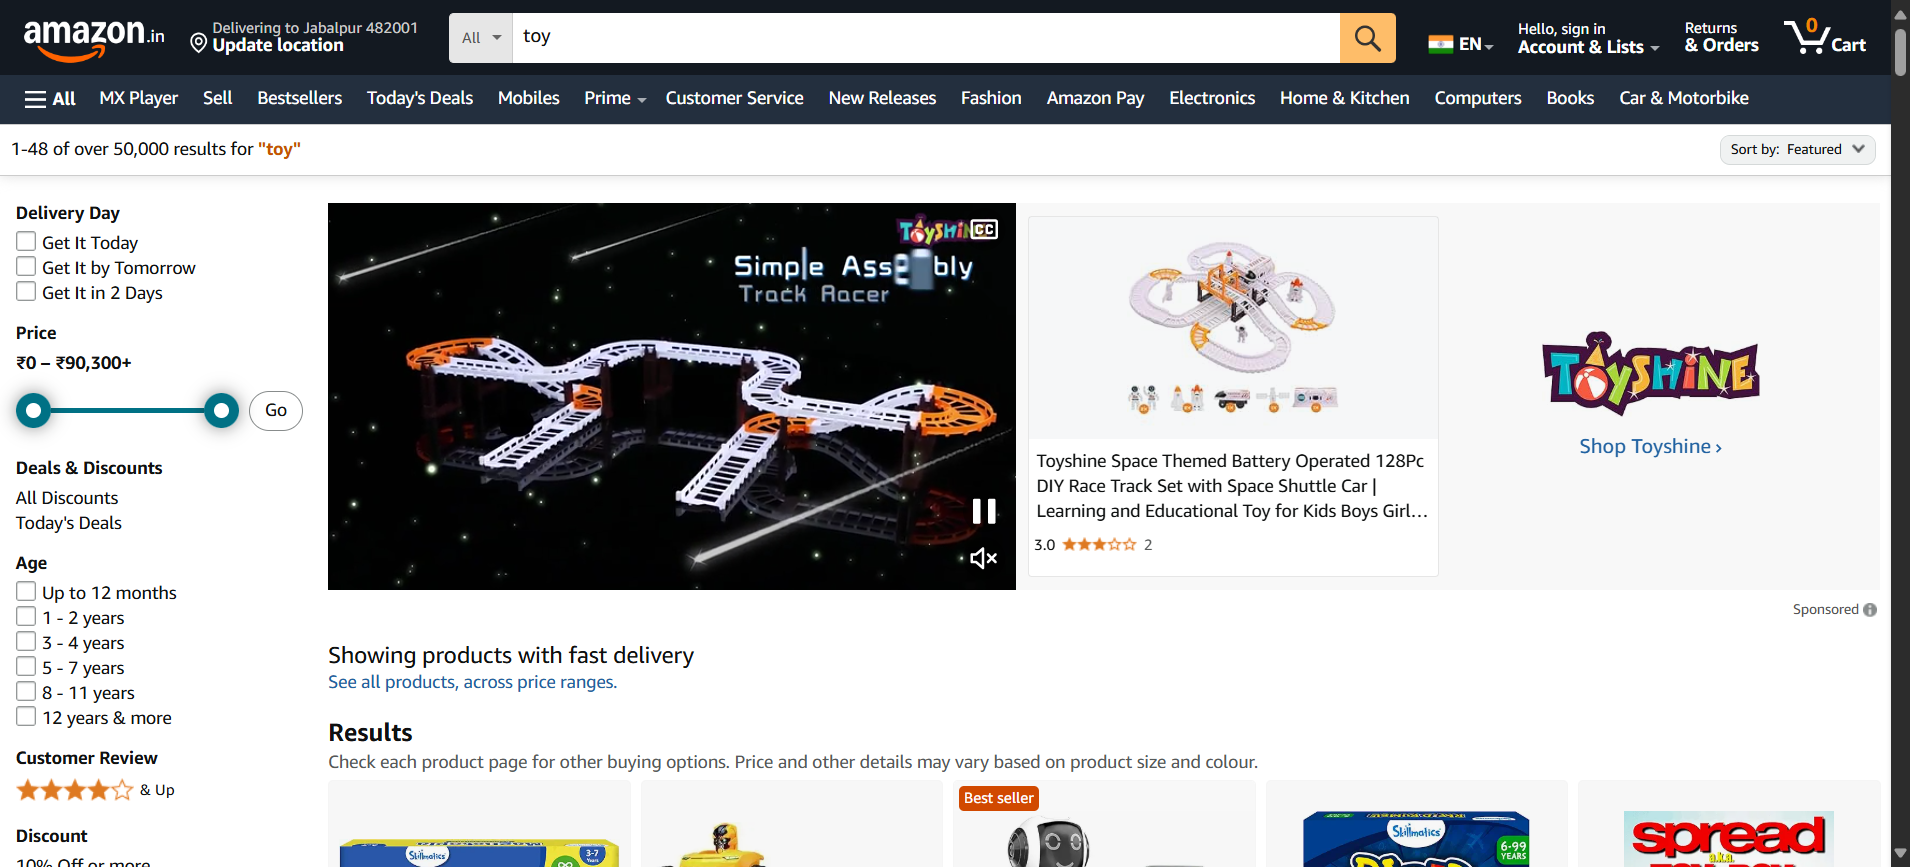 amazon.in
Delivering to Jabalpur 482001
Update location
All
toy
EN
Hello, sign in
Account & Lists
Returns
& Orders
0
Cart
All
MX Player
Sell
Bestsellers
Today's Deals
Mobiles
Prime
Customer Service
New Releases
Fashion
Amazon Pay
Electronics
Home & Kitchen
Computers
Books
Car & Motorbike
1-48 of over 50,000 results for "toy"
Sort by: Featured
Delivery Day
Get It Today
Get It by Tomorrow
Get It in 2 Days
Price
₹0 – ₹90,300+
Go
Deals & Discounts
All Discounts
Today's Deals
Age
Up to 12 months
1 - 2 years
3 - 4 years
5 - 7 years
8 - 11 years
12 years & more
Customer Review
& Up
Discount
10% Off or more
TOYSHINE
CC
Simple Assembly
Track Racer
Toyshine Space Themed Battery Operated 128Pc
DIY Race Track Set with Space Shuttle Car |
Learning and Educational Toy for Kids Boys Girl…
3.0
2
TOYSHINE
Shop Toyshine ›
Sponsored
Showing products with fast delivery
See all products, across price ranges.
Results
Check each product page for other buying options. Price and other details may vary based on product size and colour.
Skillmatics
3-7
Years
Best seller
Skillmatics
6-99
YEARS
spread
a.k.a.